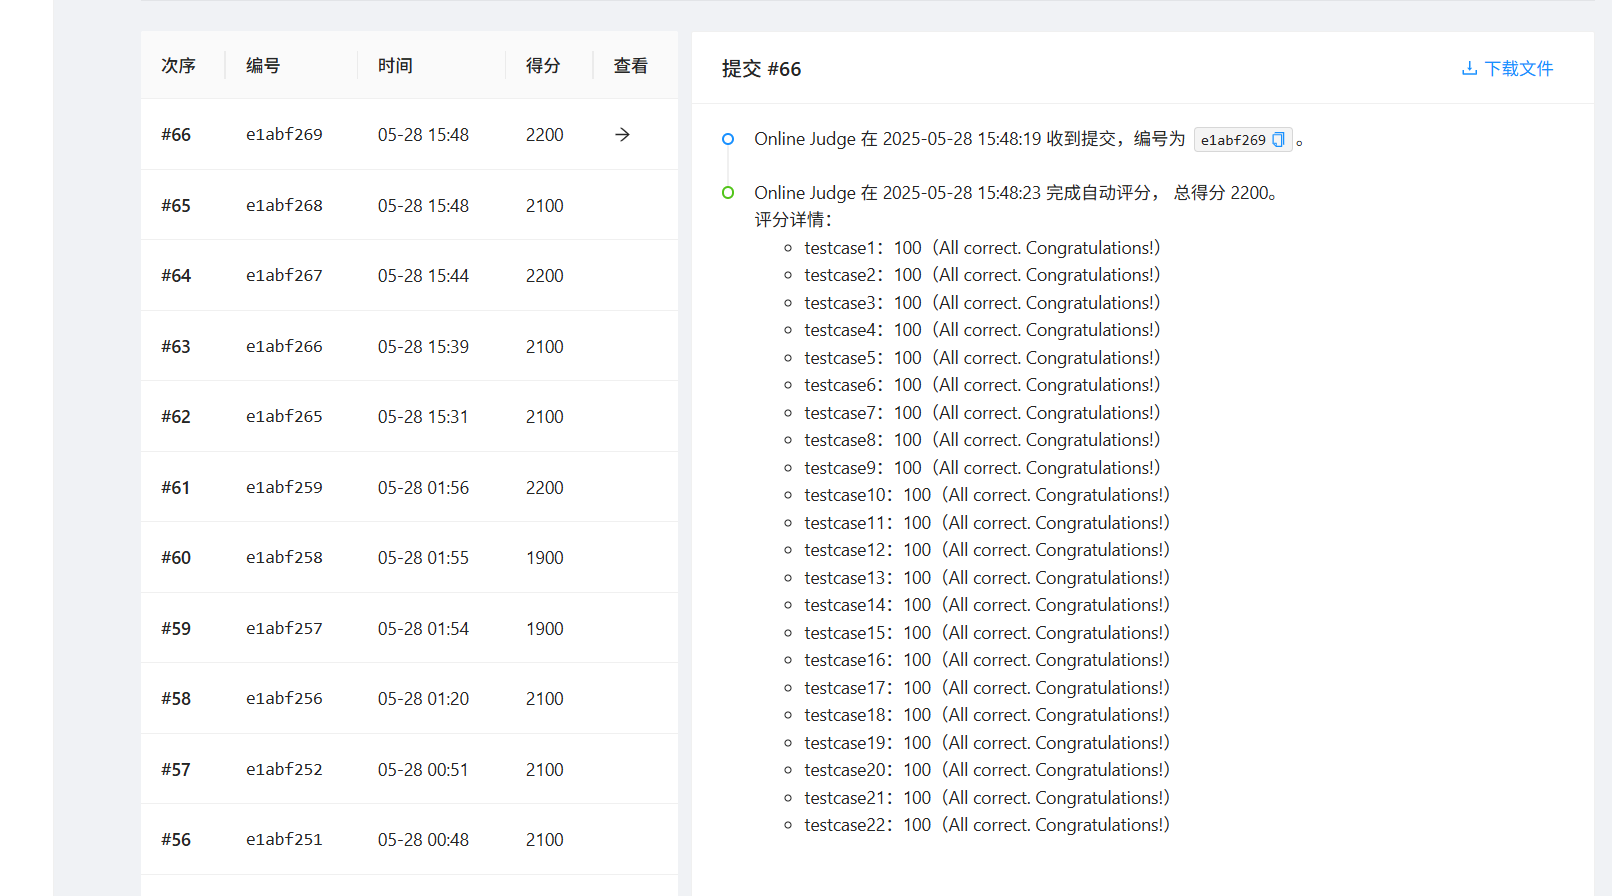 次序 编号 时间 得分 查看
#66 e1abf269 05-28 15:48 2200
#65 e1abf268 05-28 15:48 2100
#64 e1abf267 05-28 15:44 2200
#63 e1abf266 05-28 15:39 2100
#62 e1abf265 05-28 15:31 2100
#61 e1abf259 05-28 01:56 2200
#60 e1abf258 05-28 01:55 1900
#59 e1abf257 05-28 01:54 1900
#58 e1abf256 05-28 01:20 2100
#57 e1abf252 05-28 00:51 2100
#56 e1abf251 05-28 00:48 2100
提交 #66 下载文件
Online Judge 在 2025-05-28 15:48:19 收到提交，编号为 e1abf269 。
Online Judge 在 2025-05-28 15:48:23 完成自动评分， 总得分 2200。
评分详情：
testcase1：100（All correct. Congratulations!）
testcase2：100（All correct. Congratulations!）
testcase3：100（All correct. Congratulations!）
testcase4：100（All correct. Congratulations!）
testcase5：100（All correct. Congratulations!）
testcase6：100（All correct. Congratulations!）
testcase7：100（All correct. Congratulations!）
testcase8：100（All correct. Congratulations!）
testcase9：100（All correct. Congratulations!）
testcase10：100（All correct. Congratulations!）
testcase11：100（All correct. Congratulations!）
testcase12：100（All correct. Congratulations!）
testcase13：100（All correct. Congratulations!）
testcase14：100（All correct. Congratulations!）
testcase15：100（All correct. Congratulations!）
testcase16：100（All correct. Congratulations!）
testcase17：100（All correct. Congratulations!）
testcase18：100（All correct. Congratulations!）
testcase19：100（All correct. Congratulations!）
testcase20：100（All correct. Congratulations!）
testcase21：100（All correct. Congratulations!）
testcase22：100（All correct. Congratulations!）